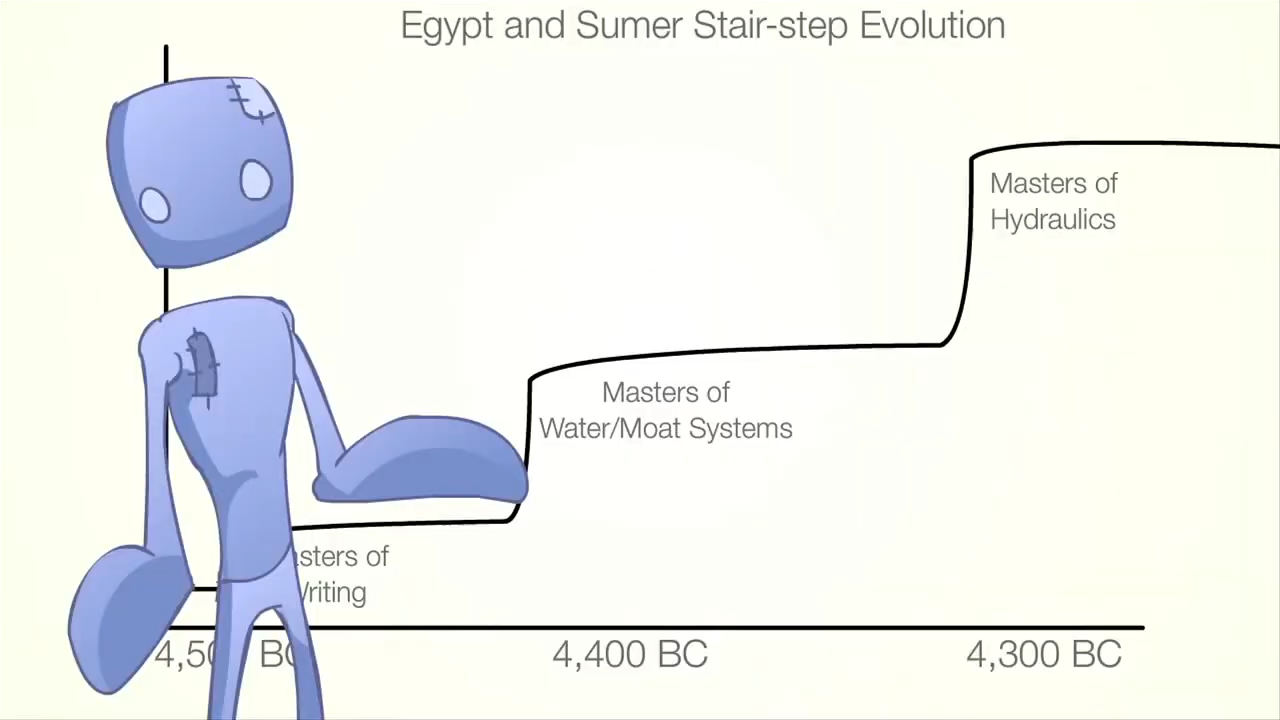 Egypt and Sumer Stair-step Evolution
Masters of
Hydraulics
Masters of
Water/Moat Systems
of
4,400 BC
4,300 BC